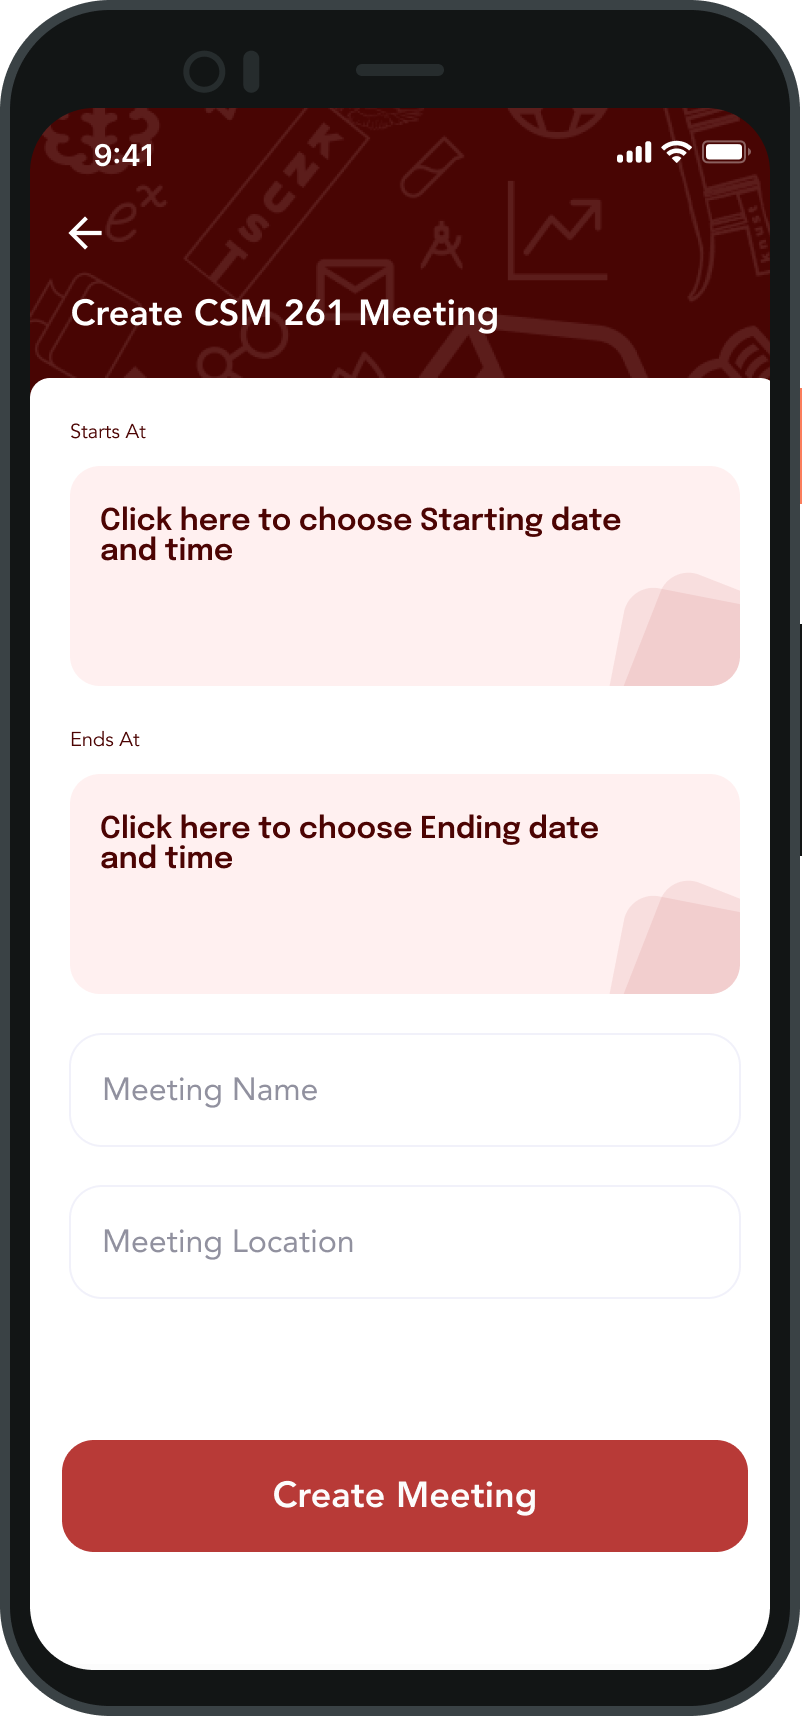 9:41
Create CSM 261 Meeting
Starts At
Click here to choose Starting date
and time
Ends At
Click here to choose Ending date
and time
Meeting Name
Meeting Location
Create Meeting